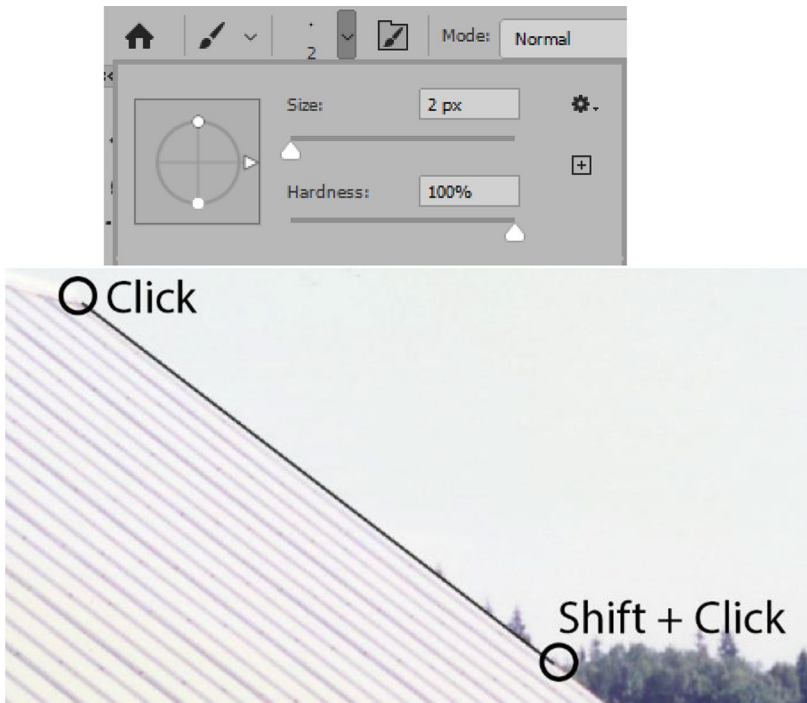 2
Mode: Normal
Size: 2 px
Hardness: 100%
Click
Shift + Click